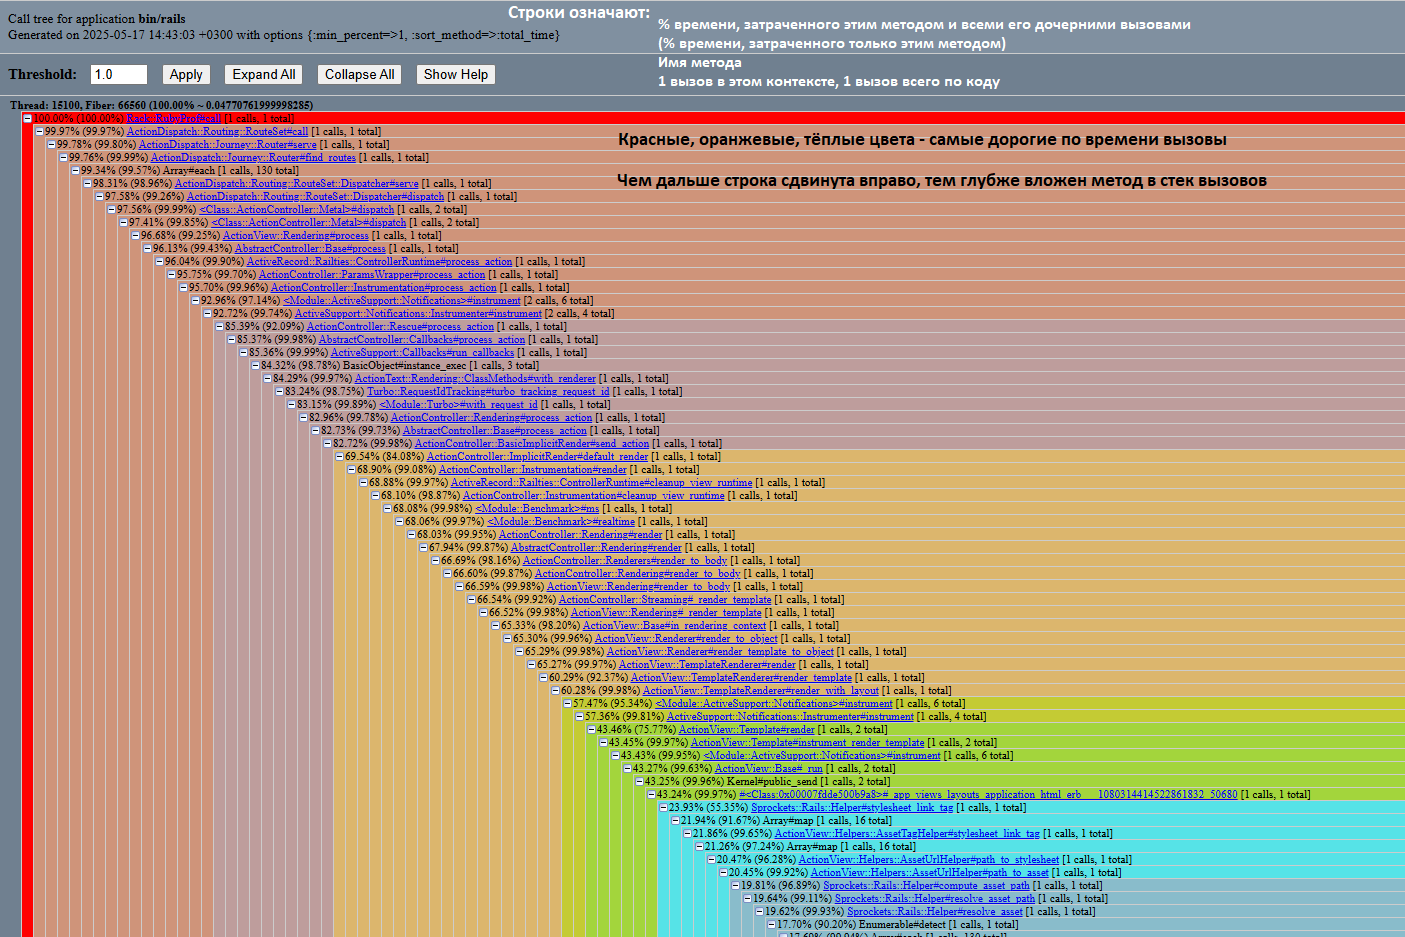 Call tree for application bin/rails
Generated on 2025-05-17 14:43:03 +0300 with options {:min_percent=>1, :sort_method=>:total_time}
Строки означают:
% времени, затраченного этим методом и всеми его дочерними вызовами
(% времени, затраченного только этим методом)
Имя метода
1 вызов в этом контексте, 1 вызов всего по коду
Threshold: 1.0 Apply Expand All Collapse All Show Help
Thread: 15100, Fiber: 66560 (100.00% ~ 0.04770761999998285)
100.00% (100.00%) Rack::RubyProf#call [1 calls, 1 total]
99.97% (99.97%) ActionDispatch::Routing::RouteSet#call [1 calls, 1 total]
Красные, оранжевые, тёплые цвета - самые дорогие по времени вызовы
99.78% (99.80%) ActionDispatch::Journey::Router#serve [1 calls, 1 total]
99.76% (99.99%) ActionDispatch::Journey::Router#find_routes [1 calls, 1 total]
99.34% (99.57%) Array#each [1 calls, 130 total]
Чем дальше строка сдвинута вправо, тем глубже вложен метод в стек вызовов
98.31% (98.96%) ActionDispatch::Routing::RouteSet::Dispatcher#serve [1 calls, 1 total]
97.58% (99.26%) ActionDispatch::Routing::RouteSet::Dispatcher#dispatch [1 calls, 1 total]
97.56% (99.99%) <Class::ActionController::Metal>#dispatch [1 calls, 2 total]
97.41% (99.85%) <Class::ActionController::Metal>#dispatch [1 calls, 2 total]
96.68% (99.25%) ActionView::Rendering#process [1 calls, 1 total]
96.13% (99.43%) AbstractController::Base#process [1 calls, 1 total]
96.04% (99.90%) ActiveRecord::Railties::ControllerRuntime#process_action [1 calls, 1 total]
95.75% (99.70%) ActionController::ParamsWrapper#process_action [1 calls, 1 total]
95.70% (99.96%) ActionController::Instrumentation#process_action [1 calls, 1 total]
92.96% (97.14%) <Module::ActiveSupport::Notifications>#instrument [2 calls, 6 total]
92.72% (99.74%) ActiveSupport::Notifications::Instrumenter#instrument [2 calls, 4 total]
85.39% (92.09%) ActionController::Rescue#process_action [1 calls, 1 total]
85.37% (99.98%) AbstractController::Callbacks#process_action [1 calls, 1 total]
85.36% (99.99%) ActiveSupport::Callbacks#run_callbacks [1 calls, 1 total]
84.32% (98.78%) BasicObject#instance_exec [1 calls, 3 total]
84.29% (99.97%) ActionText::Rendering::ClassMethods#with_renderer [1 calls, 1 total]
83.24% (98.75%) Turbo::RequestIdTracking#turbo_tracking_request_id [1 calls, 1 total]
83.15% (99.89%) <Module::Turbo>#with_request_id [1 calls, 1 total]
82.96% (99.78%) ActionController::Rendering#process_action [1 calls, 1 total]
82.73% (99.73%) AbstractController::Base#process_action [1 calls, 1 total]
82.72% (99.98%) ActionController::BasicImplicitRender#send_action [1 calls, 1 total]
69.54% (84.08%) ActionController::ImplicitRender#default_render [1 calls, 1 total]
68.90% (99.08%) ActionController::Instrumentation#render [1 calls, 1 total]
68.88% (99.97%) ActiveRecord::Railties::ControllerRuntime#cleanup_view_runtime [1 calls, 1 total]
68.10% (98.87%) ActionController::Instrumentation#cleanup_view_runtime [1 calls, 1 total]
68.08% (99.98%) <Module::Benchmark>#ms [1 calls, 1 total]
68.06% (99.97%) <Module::Benchmark>#realtime [1 calls, 1 total]
68.03% (99.95%) ActionController::Rendering#render [1 calls, 1 total]
67.94% (99.87%) AbstractController::Rendering#render [1 calls, 1 total]
66.69% (98.16%) ActionController::Renderers#render_to_body [1 calls, 1 total]
66.60% (99.87%) ActionController::Rendering#render_to_body [1 calls, 1 total]
66.59% (99.98%) ActionView::Rendering#render_to_body [1 calls, 1 total]
66.54% (99.92%) ActionController::Streaming#_render_template [1 calls, 1 total]
66.52% (99.98%) ActionView::Rendering#_render_template [1 calls, 1 total]
65.33% (98.20%) ActionView::Base#in_rendering_context [1 calls, 1 total]
65.30% (99.96%) ActionView::Renderer#render_to_object [1 calls, 1 total]
65.29% (99.98%) ActionView::Renderer#render_template_to_object [1 calls, 1 total]
65.27% (99.97%) ActionView::TemplateRenderer#render [1 calls, 1 total]
60.29% (92.37%) ActionView::TemplateRenderer#render_template [1 calls, 1 total]
60.28% (99.98%) ActionView::TemplateRenderer#render_with_layout [1 calls, 1 total]
57.47% (95.34%) <Module::ActiveSupport::Notifications>#instrument [1 calls, 6 total]
57.36% (99.81%) ActiveSupport::Notifications::Instrumenter#instrument [1 calls, 4 total]
43.46% (75.77%) ActionView::Template#render [1 calls, 2 total]
43.45% (99.97%) ActionView::Template#instrument_render_template [1 calls, 2 total]
43.43% (99.95%) <Module::ActiveSupport::Notifications>#instrument [1 calls, 6 total]
43.27% (99.63%) ActionView::Base#_run [1 calls, 2 total]
43.25% (99.96%) Kernel#public_send [1 calls, 2 total]
43.24% (99.97%) #<Class:0x00007fdde500b9a8>#_app_views_layouts_application_html_erb___1080314414522861832_50680 [1 calls, 1 total]
23.93% (55.35%) Sprockets::Rails::Helper#stylesheet_link_tag [1 calls, 1 total]
21.94% (91.67%) Array#map [1 calls, 16 total]
21.86% (99.65%) ActionView::Helpers::AssetTagHelper#stylesheet_link_tag [1 calls, 1 total]
21.26% (97.24%) Array#map [1 calls, 16 total]
20.47% (96.28%) ActionView::Helpers::AssetUrlHelper#path_to_stylesheet [1 calls, 1 total]
20.45% (99.92%) ActionView::Helpers::AssetUrlHelper#path_to_asset [1 calls, 1 total]
19.81% (96.89%) Sprockets::Rails::Helper#compute_asset_path [1 calls, 1 total]
19.64% (99.11%) Sprockets::Rails::Helper#resolve_asset_path [1 calls, 1 total]
19.62% (99.93%) Sprockets::Rails::Helper#resolve_asset [1 calls, 1 total]
17.70% (90.20%) Enumerable#detect [1 calls, 1 total]